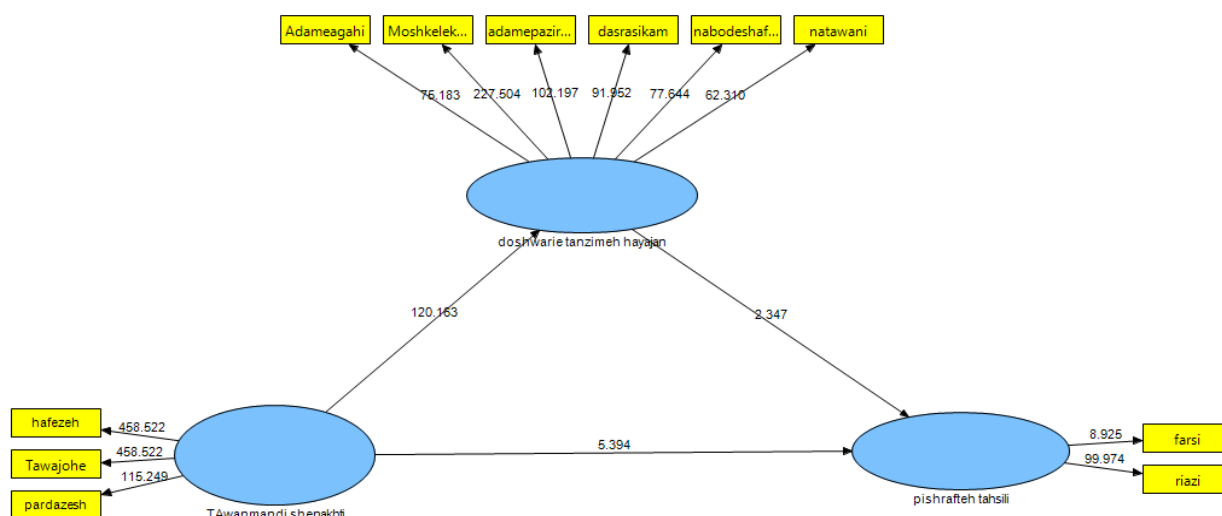 Adameagahi
Moshkelek...
adamepazir...
dasrasikam
nabodeshaf...
natawani
75.183
227.504
102.197
91.952
77.644
62.310
doshwarie tanzimeh hayajan
120.163
2.347
hafezeh
458.522
Tawajohe
458.522
pardazesh
115.249
TAwanmandi shenakhti
5.394
8.925
farsi
99.974
riazi
pishrafteh tahsili